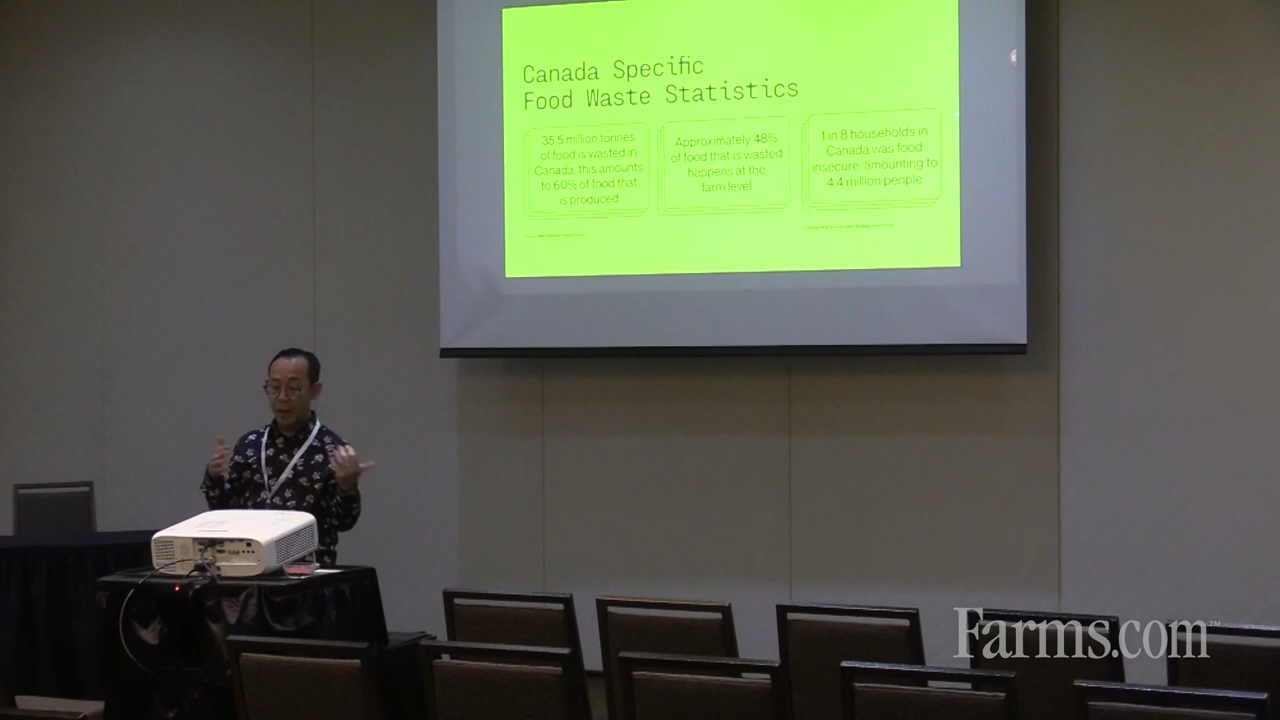 Canada Specific
Food Waste Statistics
35.5 million tonnes
of food is wasted in
Canada, this amounts
to 60% of food that
is produced
Approximately 48%
of food that is wasted
happens at the
farm level
1 in 8 households in
Canada was food
insecure, amounting to
4.4 million people
Farms.com™